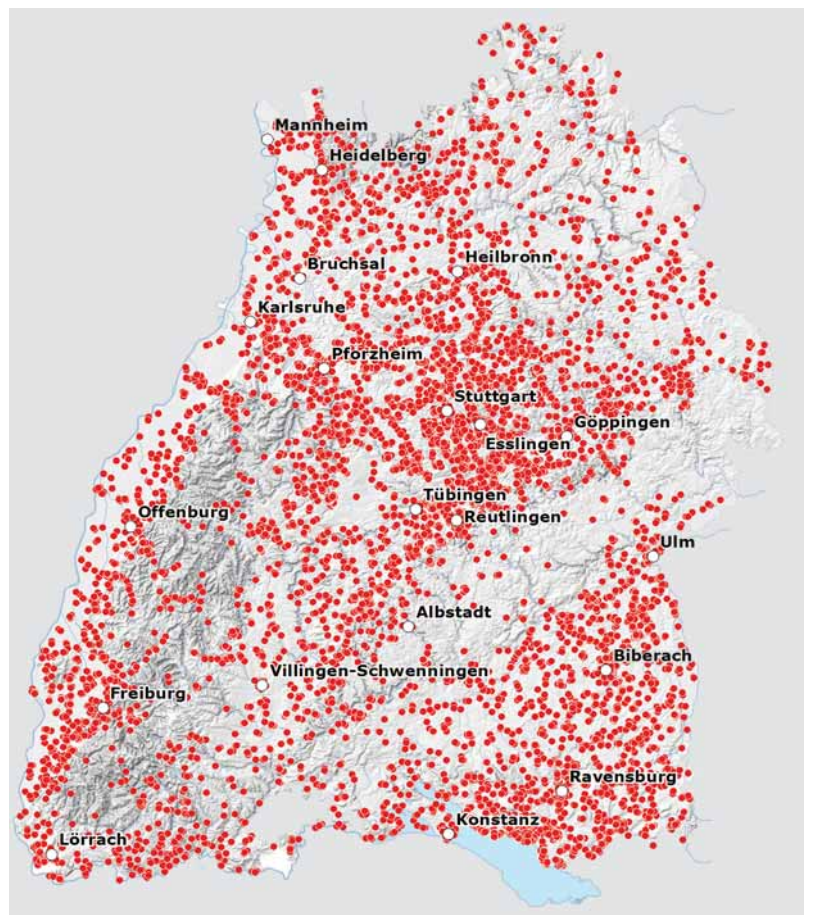 Mannheim
Heidelberg
Bruchsal
Heilbronn
Karlsruhe
Pforzheim
Stuttgart
Göppingen
Esslingen
Tübingen
Offenburg
Reutlingen
Ulm
Albstadt
Biberach
Villingen-Schwenningen
Freiburg
Ravensburg
Konstanz
Lörrach